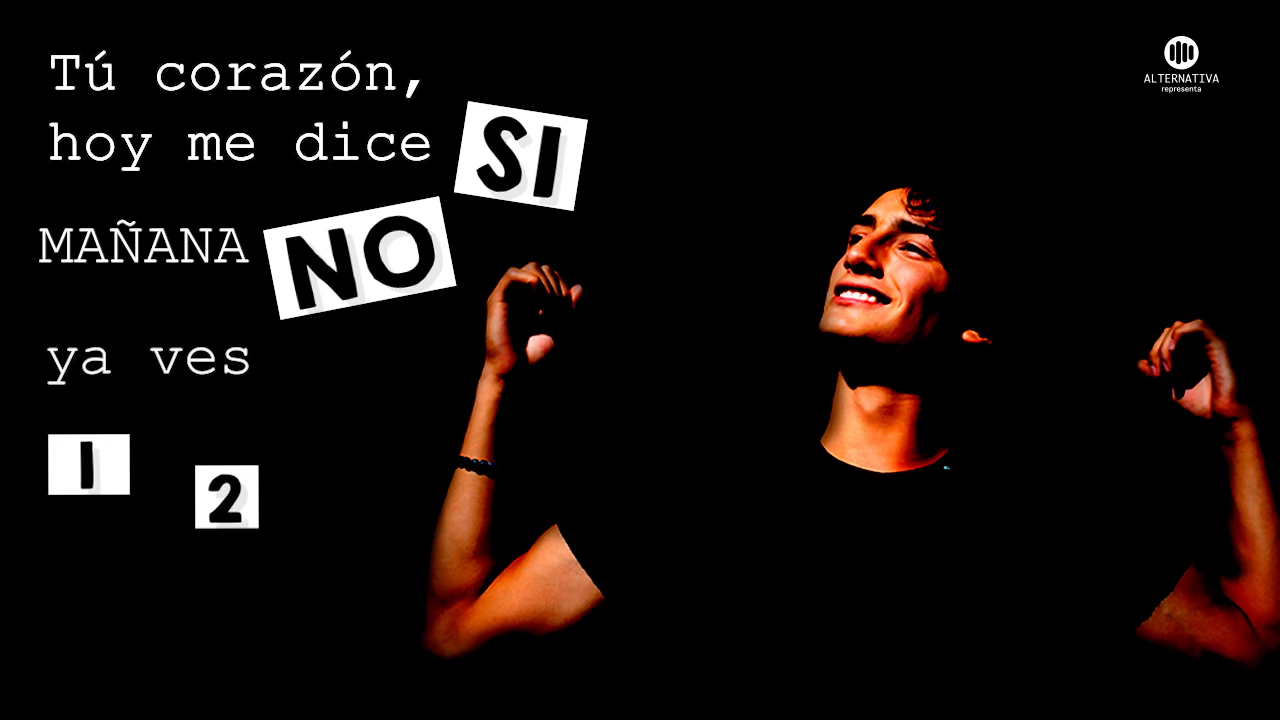 Tú corazón,
hoy me dice SI
MAÑANA NO
ya ves
1 2
ALTERNATIVA
representa